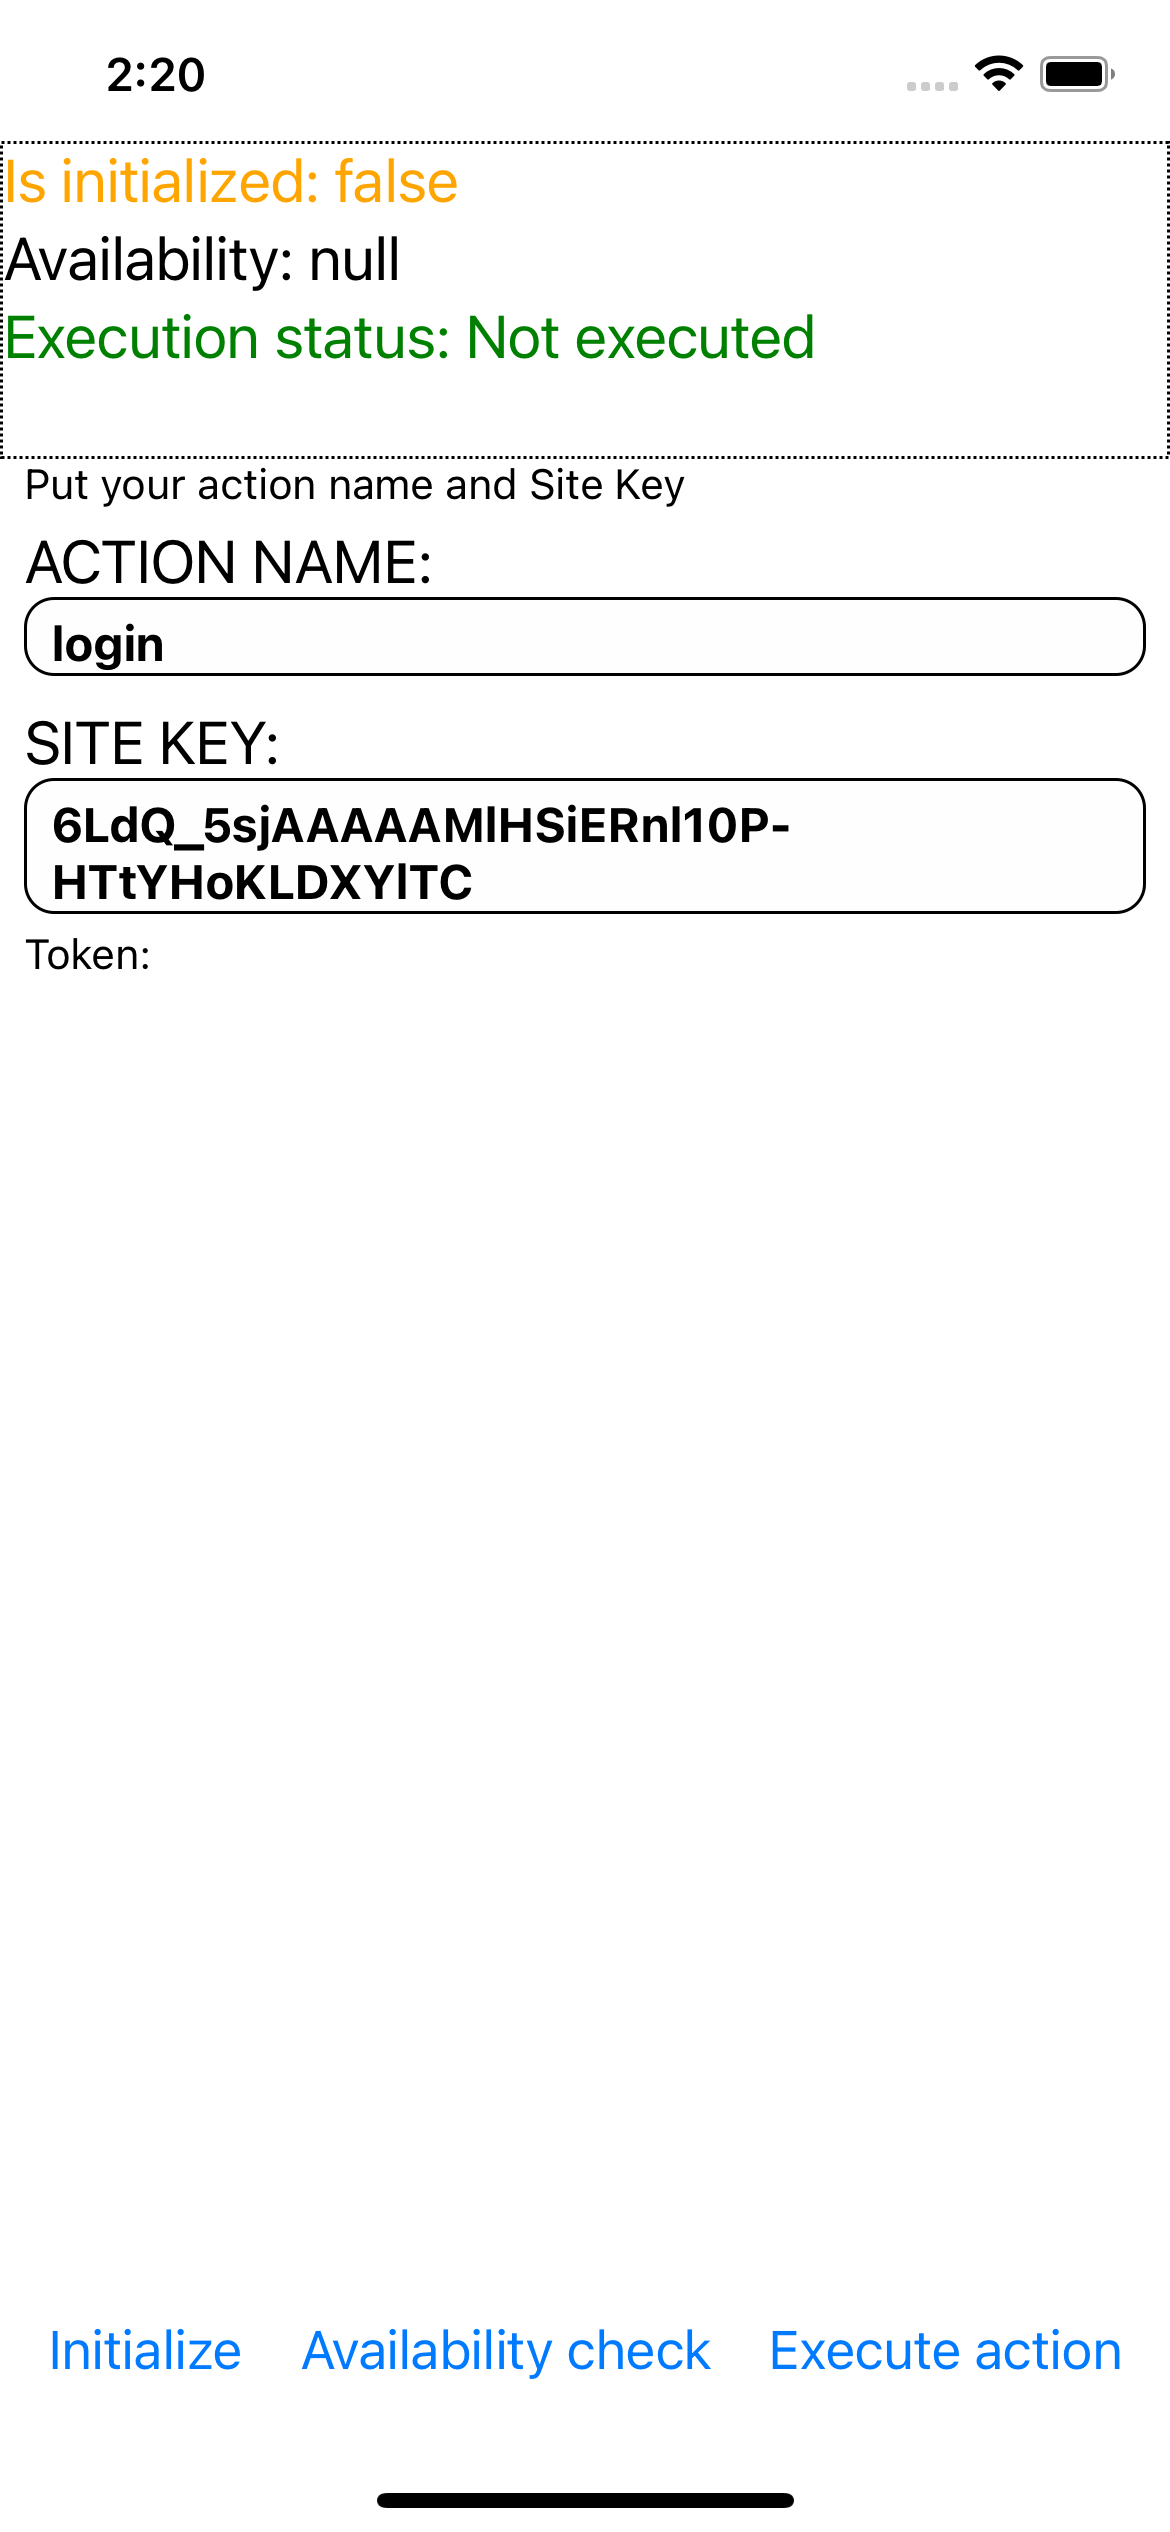 2:20
Is initialized: false
Availability: null
Execution status: Not executed
Put your action name and Site Key
ACTION NAME:
login
SITE KEY:
6LdQ_5sjAAAAAMlHSiERnl10P-
HTtYHoKLDXYlTC
Token:
Initialize Availability check Execute action